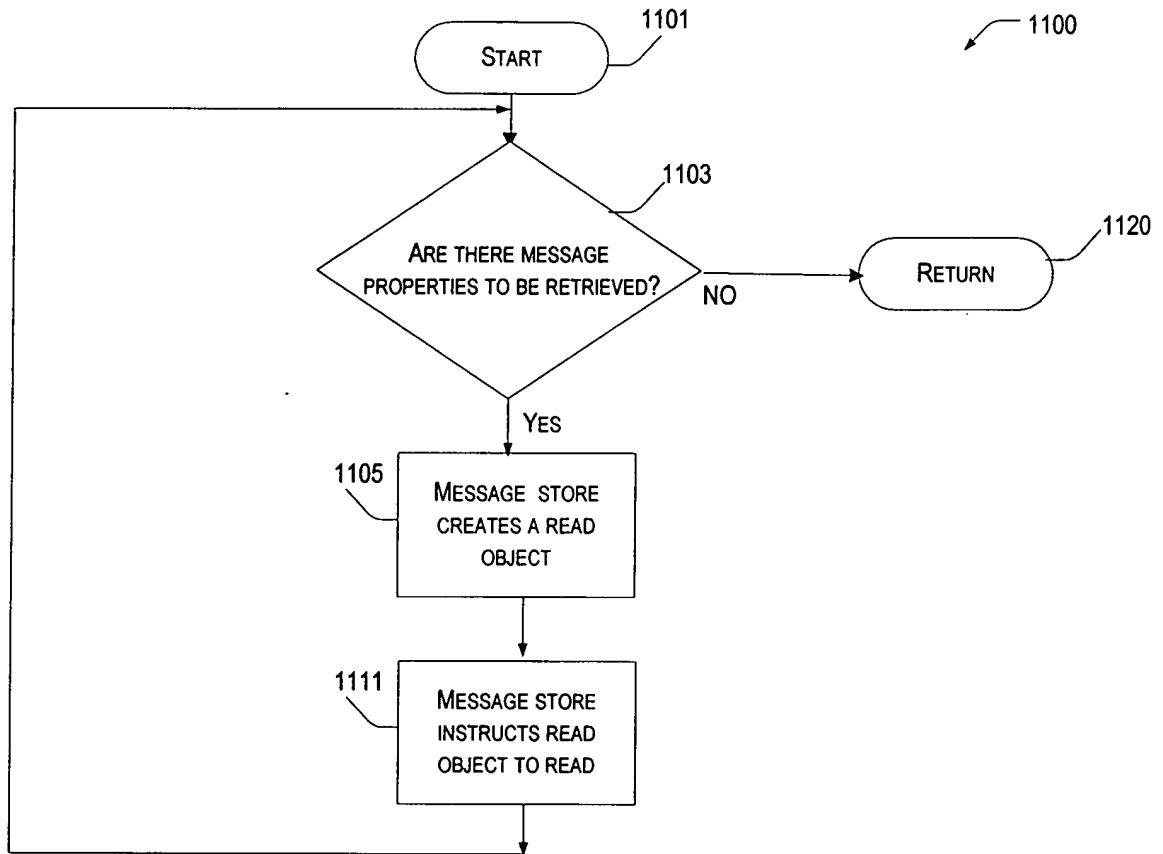 1101
START
1100
1103
ARE THERE MESSAGE
PROPERTIES TO BE RETRIEVED?
NO
1120
RETURN
YES
1105
MESSAGE STORE
CREATES A READ
OBJECT
1111
MESSAGE STORE
INSTRUCTS READ
OBJECT TO READ